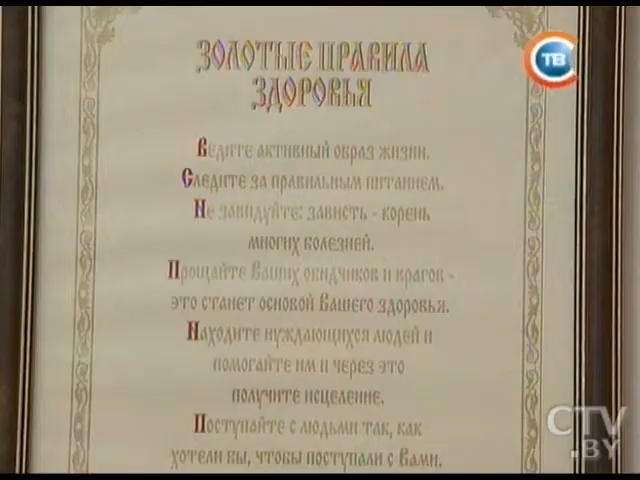 ЗОЛОТЫЕ ПРАВИЛА
ЗДОРОВЬЯ
Ведите активный образ жизни.
Следите за правильным питанием.
Не завидуйте: зависть - корень
многих болезней.
Прощайте Ваших обидчиков и врагов -
это станет основой Вашего здоровья.
Находите нуждающихся людей и
помогайте им и через это
получите исцеление.
Поступайте с людьми так, как
хотели бы, чтобы поступали с Вами.
СТВ
CTV
.BY